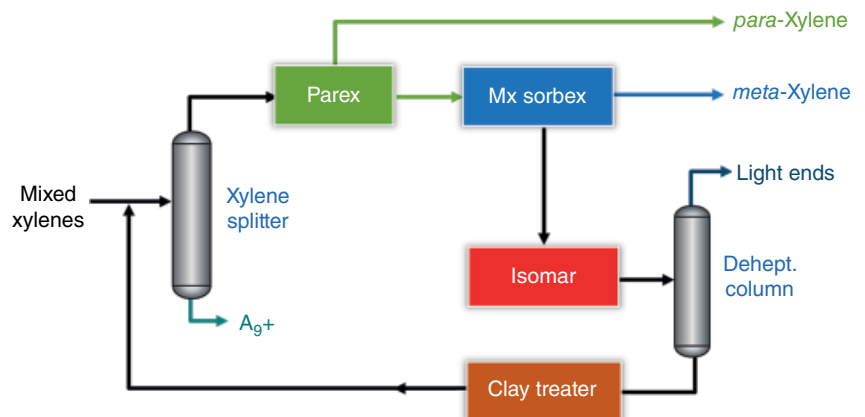 para-Xylene
Parex
Mx sorbex
meta-Xylene
Mixed
xylenes
Xylene
splitter
Light ends
Isomar
Dehept.
column
A₉+
Clay treater